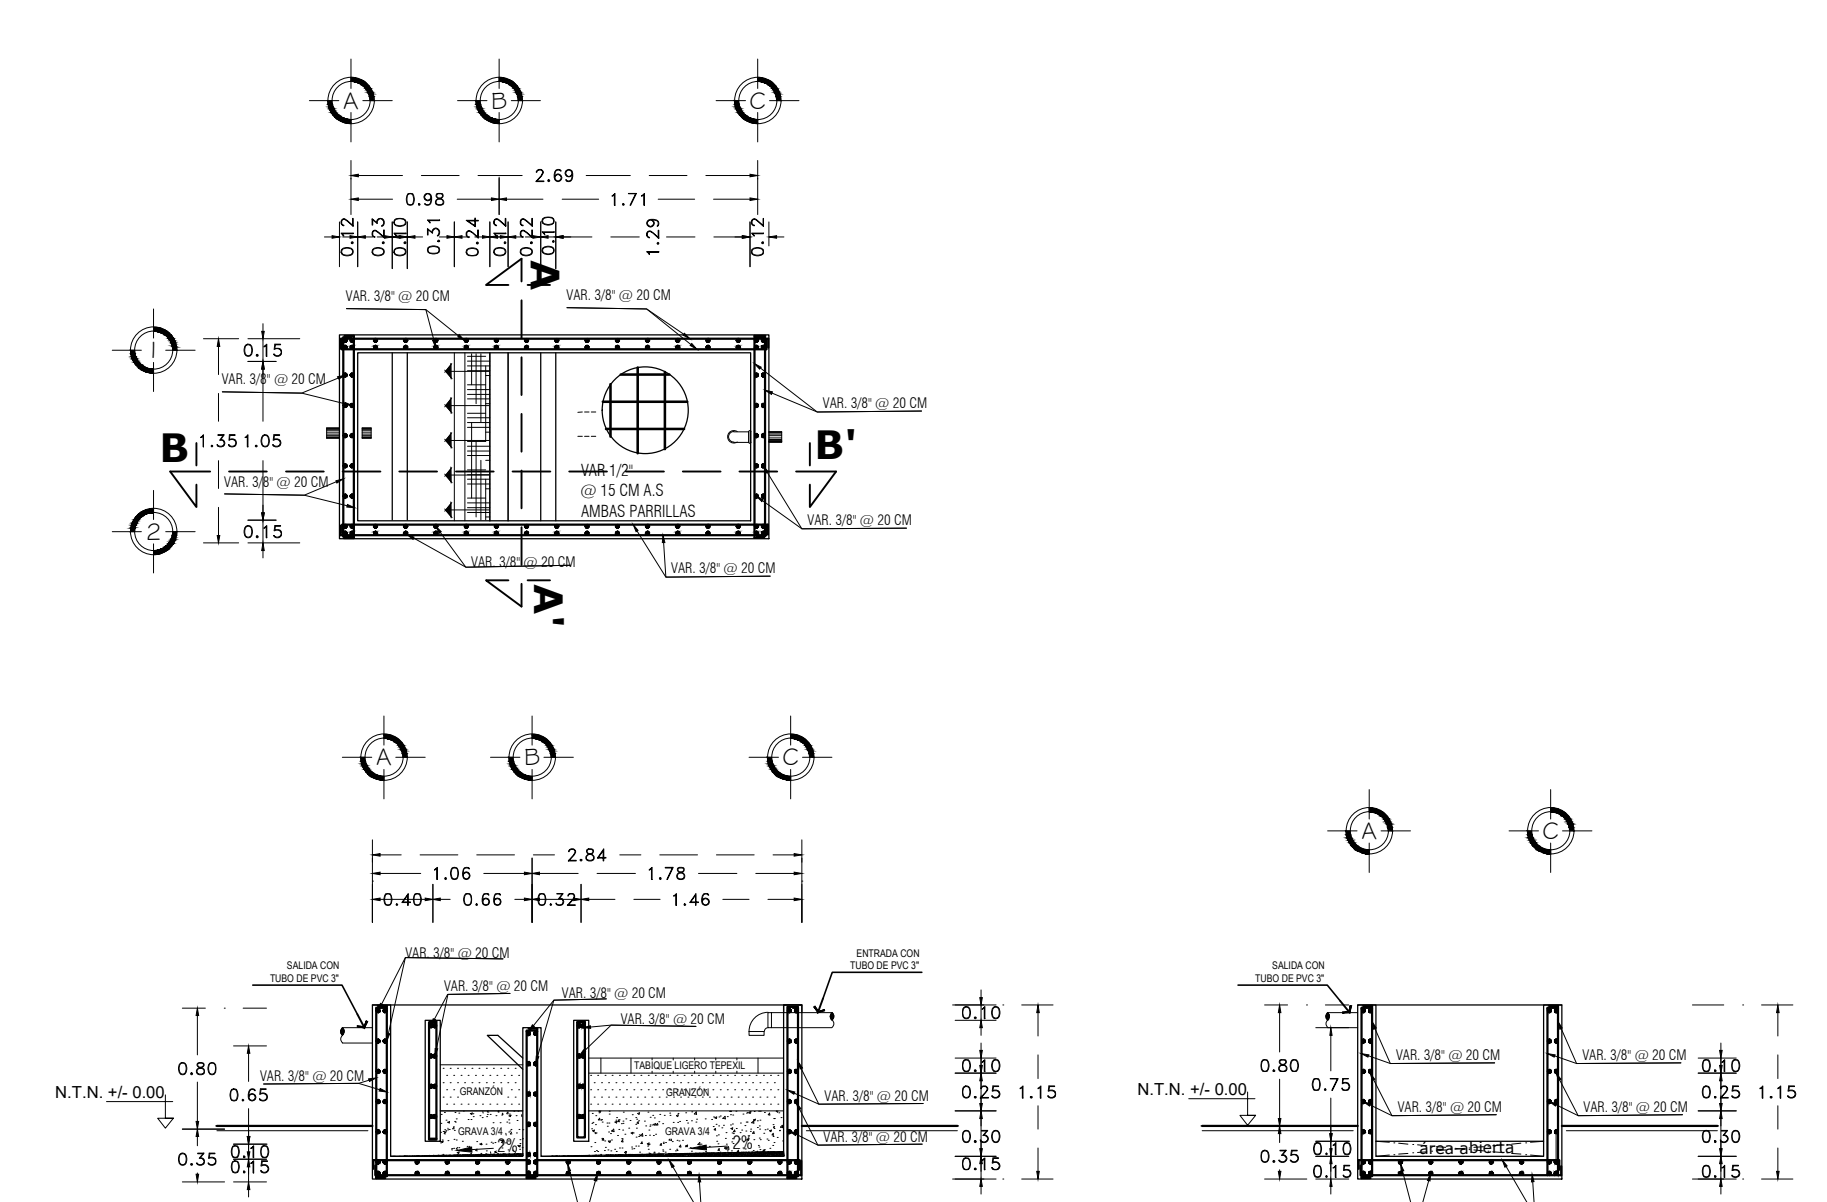 A B C
2.69
0.98 1.71
0.12 0.23 0.10 0.31 0.24 0.12 0.22 0.10 1.29 0.12
A
VAR. 3/8" @ 20 CM VAR. 3/8" @ 20 CM
1
0.15
VAR. 3/8" @ 20 CM
VAR. 3/8" @ 20 CM
B 1.35 1.05 B'
VAR 1/2"
VAR. 3/8" @ 20 CM
@ 15 CM A.S
AMBAS PARRILLAS
VAR. 3/8" @ 20 CM
2 0.15
VAR. 3/8" @ 20 CM VAR. 3/8" @ 20 CM
A'
A B C
A C
2.84
1.06 1.78
0.40 0.66 0.32 1.46
VAR. 3/8" @ 20 CM
SALIDA CON
TUBO DE PVC 3"
ENTRADA CON
TUBO DE PVC 3"
VAR. 3/8" @ 20 CM
VAR. 3/8" @ 20 CM
VAR. 3/8" @ 20 CM
0.10
0.80
TABIQUE LIGERO TEPEXIL
0.10
VAR. 3/8" @ 20 CM
N.T.N. +/- 0.00
0.65
GRANZÓN GRANZÓN
VAR. 3/8" @ 20 CM
0.25 1.15
GRAVA 3/4 GRAVA 3/4
2% 2%
VAR. 3/8" @ 20 CM
0.30
0.35 0.10
0.15
0.15
SALIDA CON
TUBO DE PVC 3"
0.80
VAR. 3/8" @ 20 CM VAR. 3/8" @ 20 CM
0.10
N.T.N. +/- 0.00
0.75
0.25 1.15
VAR. 3/8" @ 20 CM VAR. 3/8" @ 20 CM
0.30
0.35 0.10
área abierta
0.15
0.15